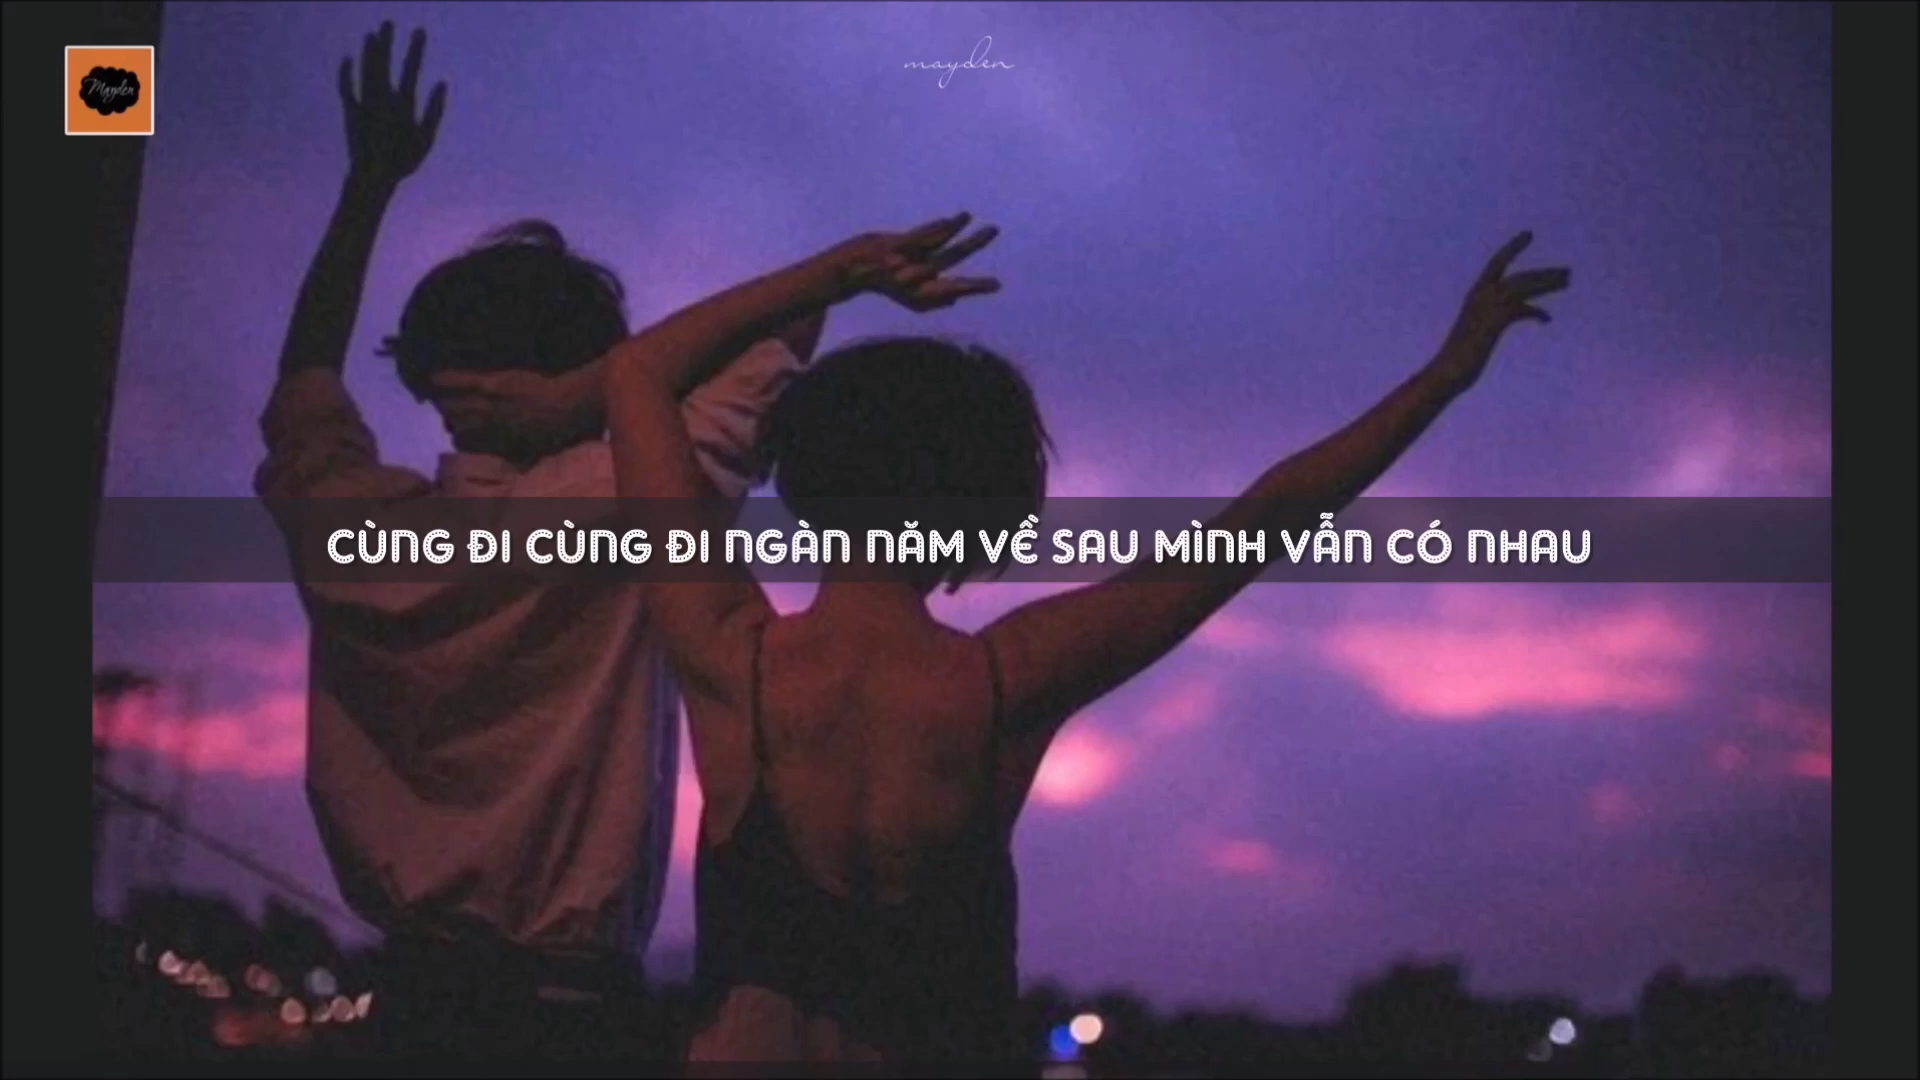 mayden
Mayden
CÙNG ĐI CÙNG ĐI NGÀN NĂM VỀ SAU MÌNH VẪN CÓ NHAU